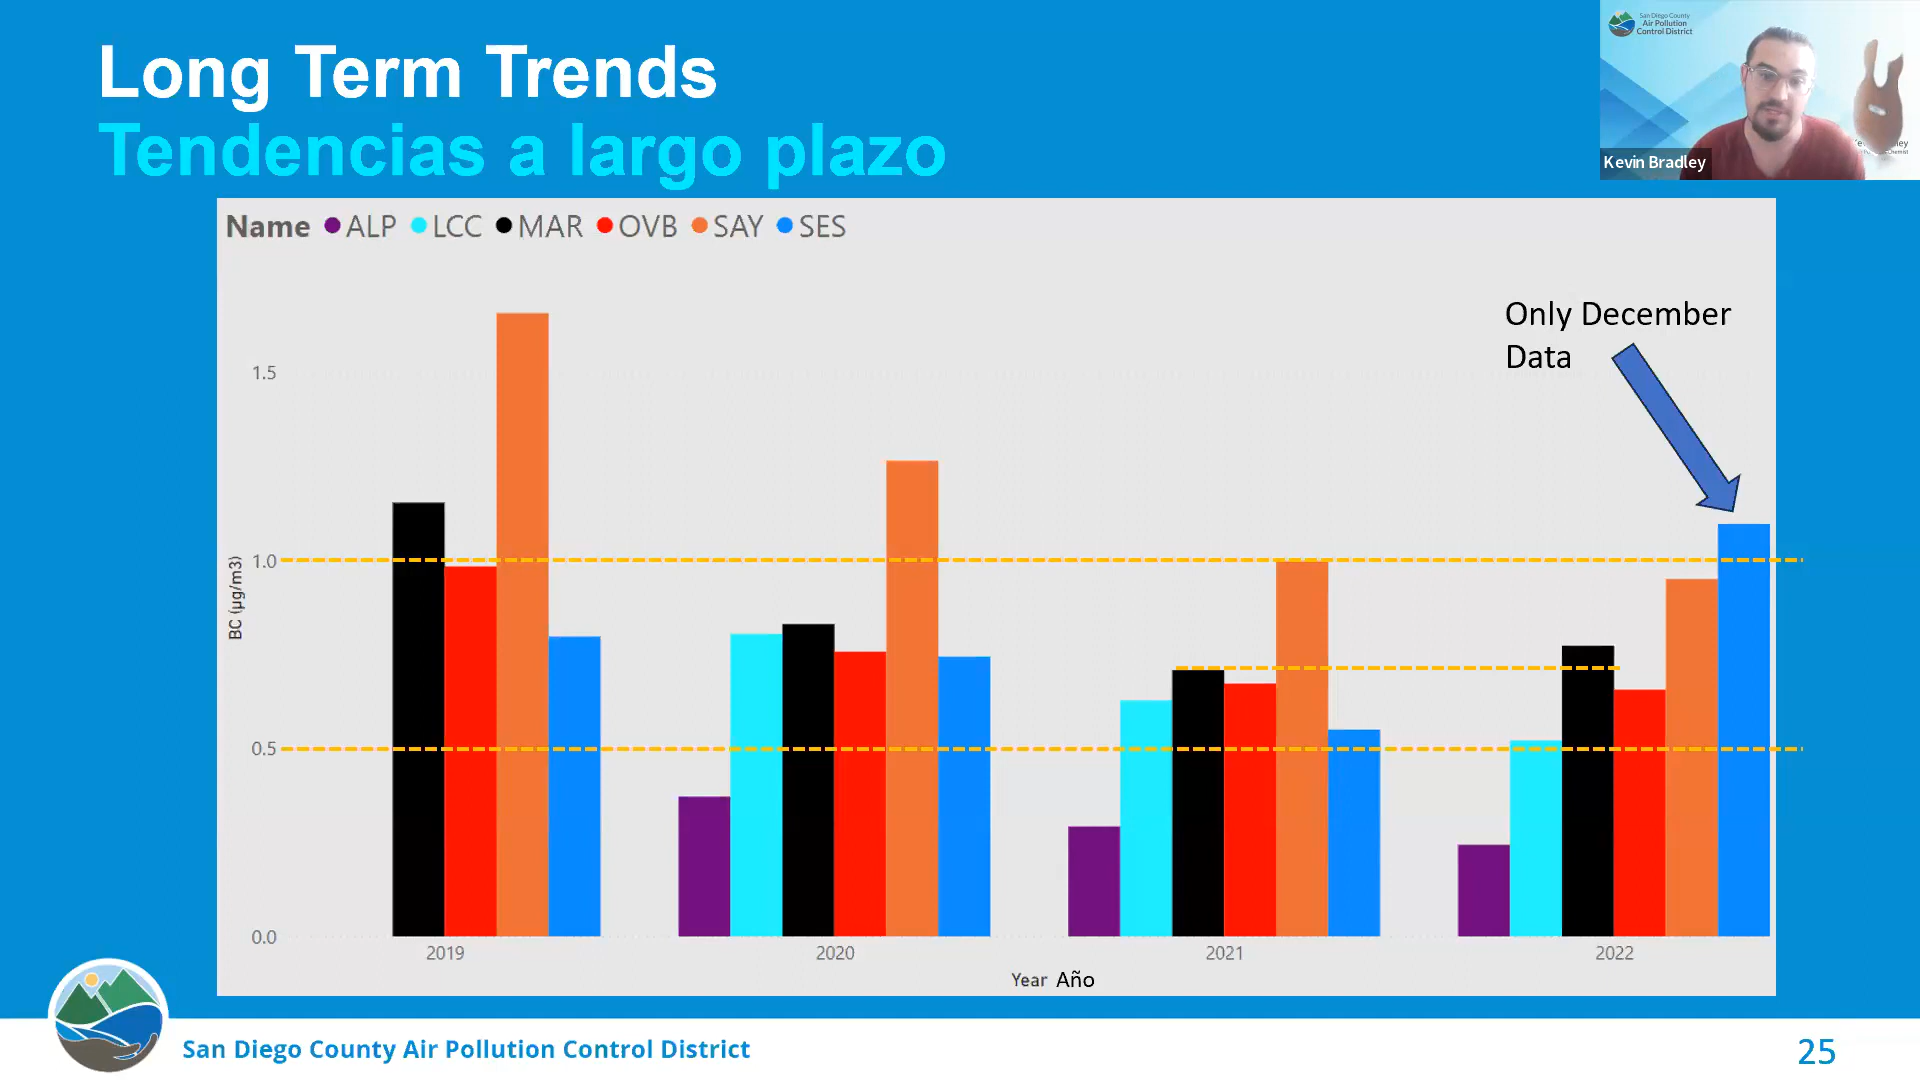 Long Term Trends
Tendencias a largo plazo
San Diego County
Air Pollution
Control District
Kevin Bradley
Name ALP LCC MAR OVB SAY SES
Only December
Data
1.5
1.0
0.5
0.0
BC (µg/m3)
2019 2020 2021 2022
Year Año
San Diego County Air Pollution Control District
25